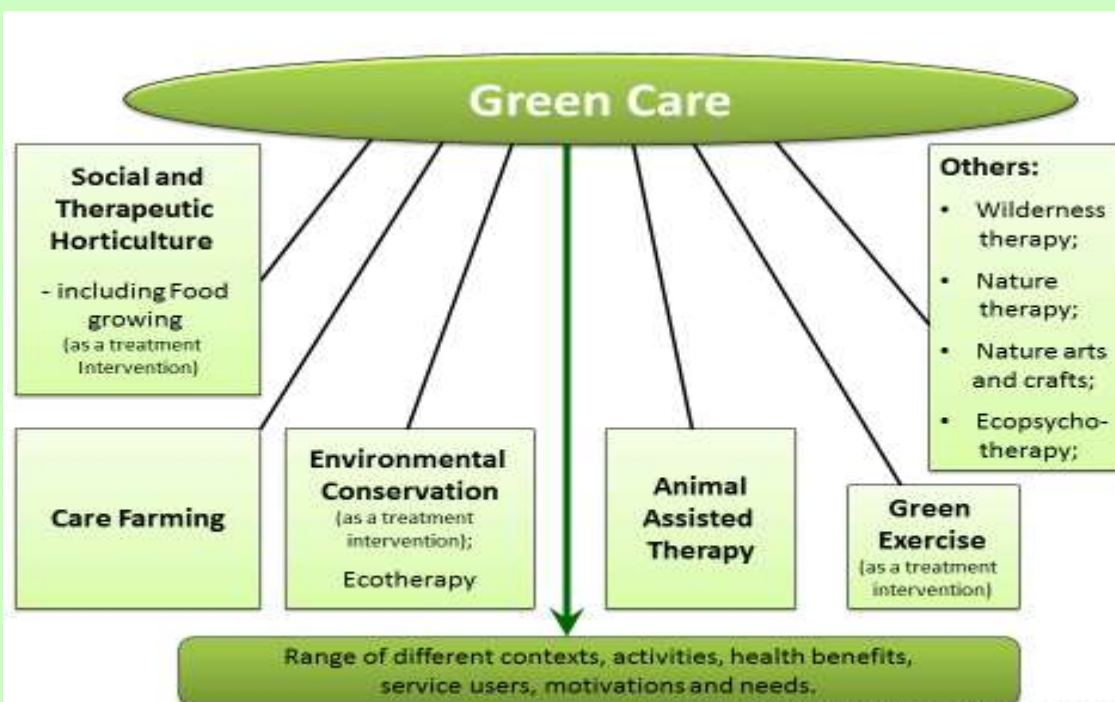 Green Care
Social and
Therapeutic
Horticulture
- including Food
growing
(as a treatment
Intervention)
Care Farming
Environmental
Conservation
(as a treatment
intervention);
Ecotherapy
Animal
Assisted
Therapy
Green
Exercise
(as a treatment
intervention)
Others:
• Wilderness
therapy;
• Nature
therapy;
• Nature arts
and crafts;
• Ecopsycho-
therapy;
Range of different contexts, activities, health benefits,
service users, motivations and needs.